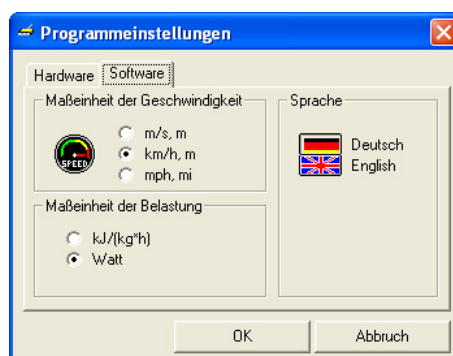 Programmeinstellungen
Hardware Software
Maßeinheit der Geschwindigkeit
m/s, m
SPEED
km/h, m
mph, mi
Maßeinheit der Belastung
kJ/(kg*h)
Watt
Sprache
Deutsch
English
OK Abbruch